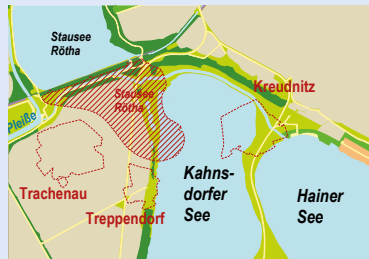 Stausee
Rötha
Kreudnitz
Stausee
Rötha
Pleiße
Kahns-
dorfer
See
Trachenau
Treppendorf
Hainer
See